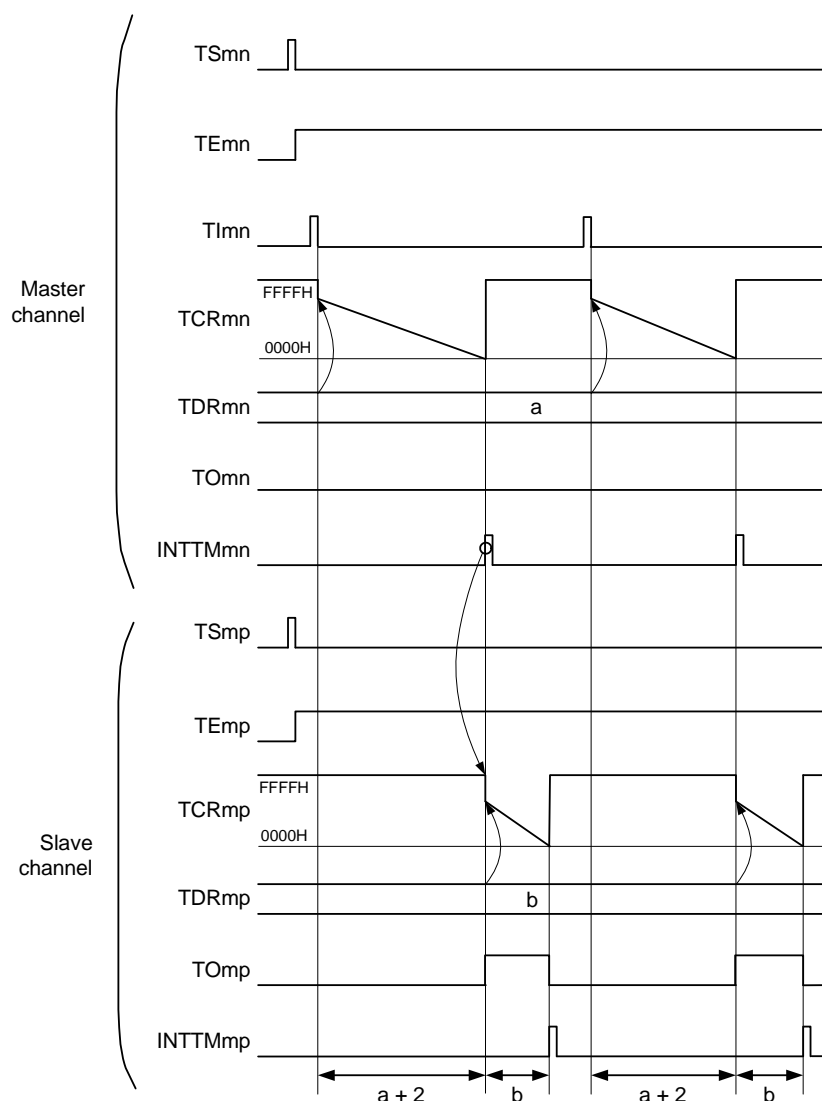 TSmn
TEmn
TImn
Master
channel
FFFFH
TCRmn
0000H
TDRmn
a
TOmn
INTTMmn
TSmp
TEmp
FFFFH
TCRmp
0000H
Slave
channel
TDRmp
b
TOmp
INTTMmp
a + 2 b a + 2 b